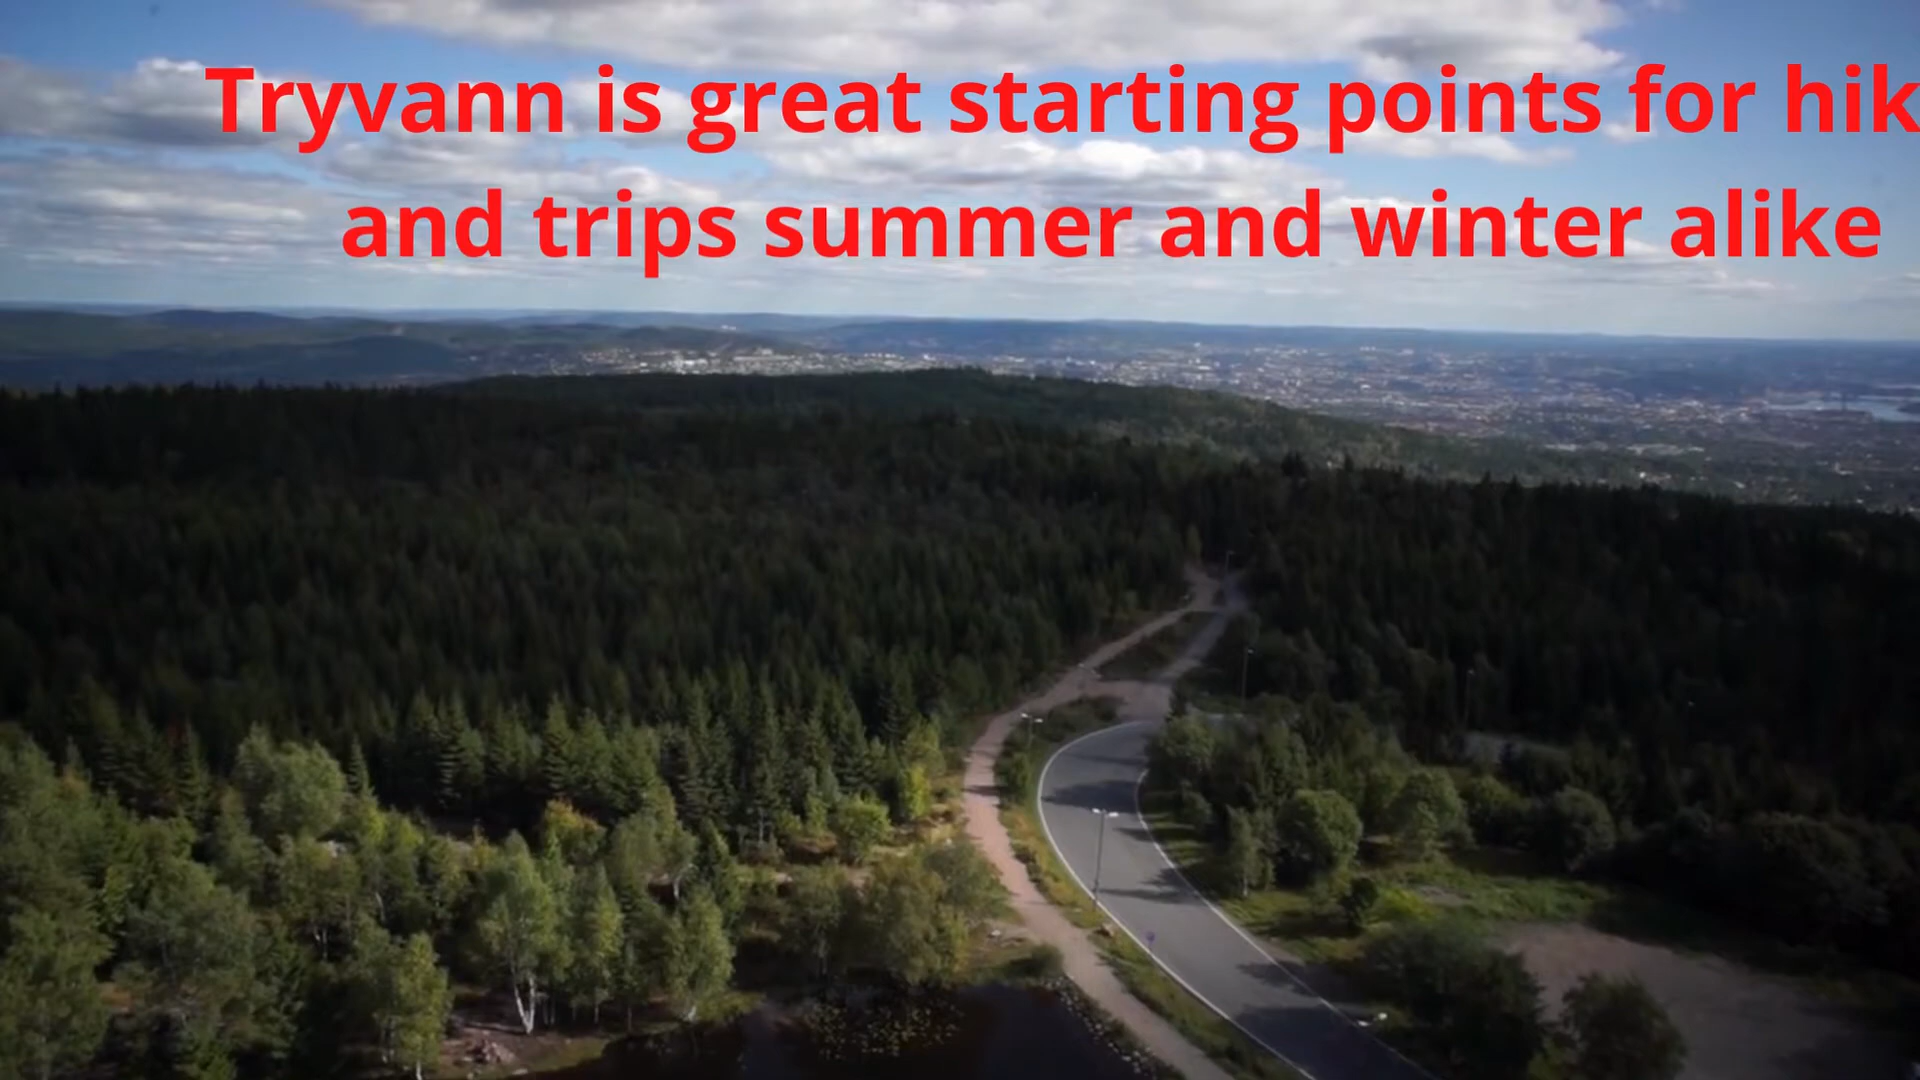 Tryvann is great starting points for hik
and trips summer and winter alike